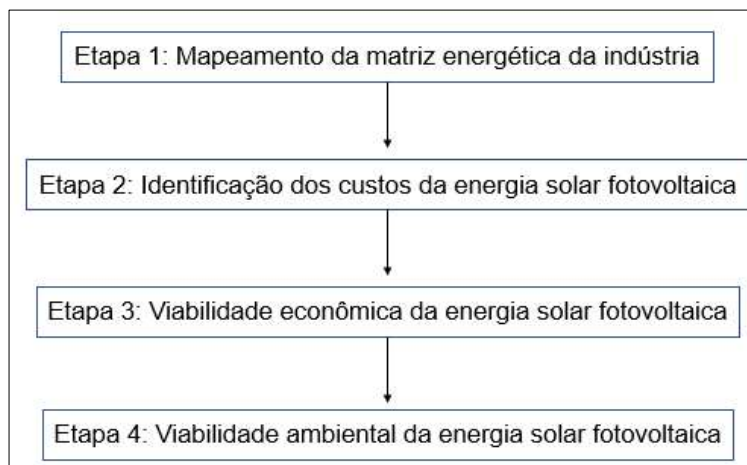 Etapa 1: Mapeamento da matriz energética da indústria
Etapa 2: Identificação dos custos da energia solar fotovoltaica
Etapa 3: Viabilidade econômica da energia solar fotovoltaica
Etapa 4: Viabilidade ambiental da energia solar fotovoltaica